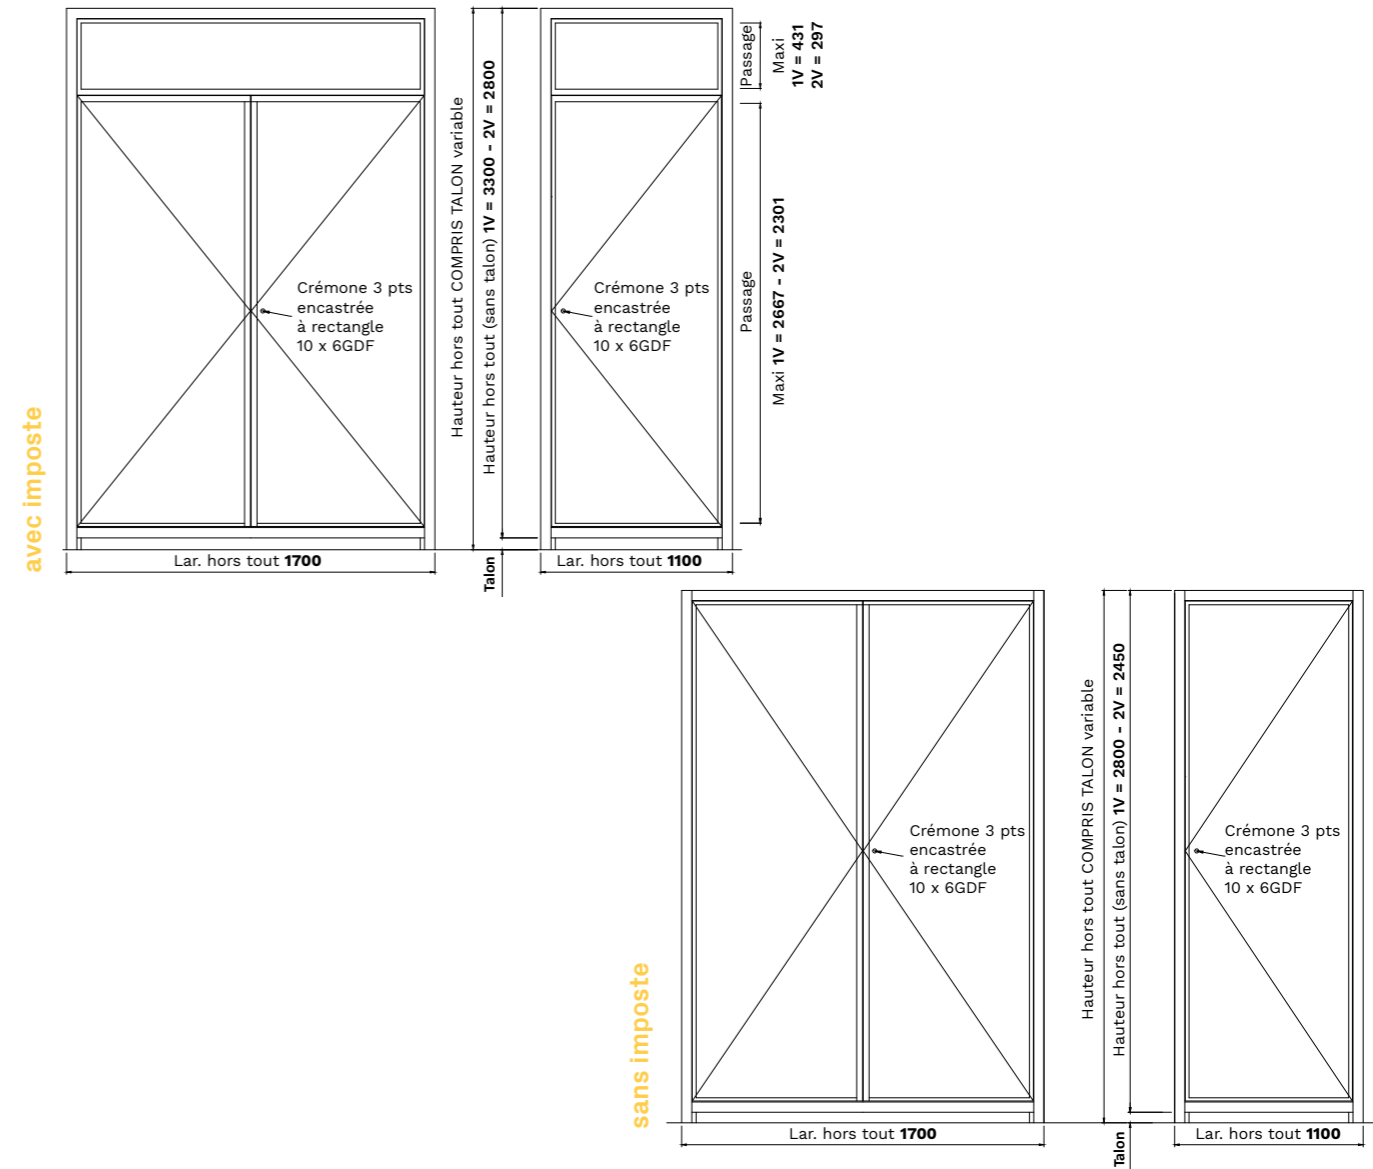 avec imposte
Crémone 3 pts
encastrée
à rectangle
10 x 6GDF
Lar. hors tout 1700
Hauteur hors tout COMPRIS TALON variable
Hauteur hors tout (sans talon) 1V = 3300 - 2V = 2800
Talon
Crémone 3 pts
encastrée
à rectangle
10 x 6GDF
Lar. hors tout 1100
Passage
Maxi
1V = 431
2V = 297
Passage
Maxi 1V = 2667 - 2V = 2301
sans imposte
Crémone 3 pts
encastrée
à rectangle
10 x 6GDF
Lar. hors tout 1700
Hauteur hors tout COMPRIS TALON variable
Hauteur hors tout (sans talon) 1V = 2800 - 2V = 2450
Talon
Crémone 3 pts
encastrée
à rectangle
10 x 6GDF
Lar. hors tout 1100